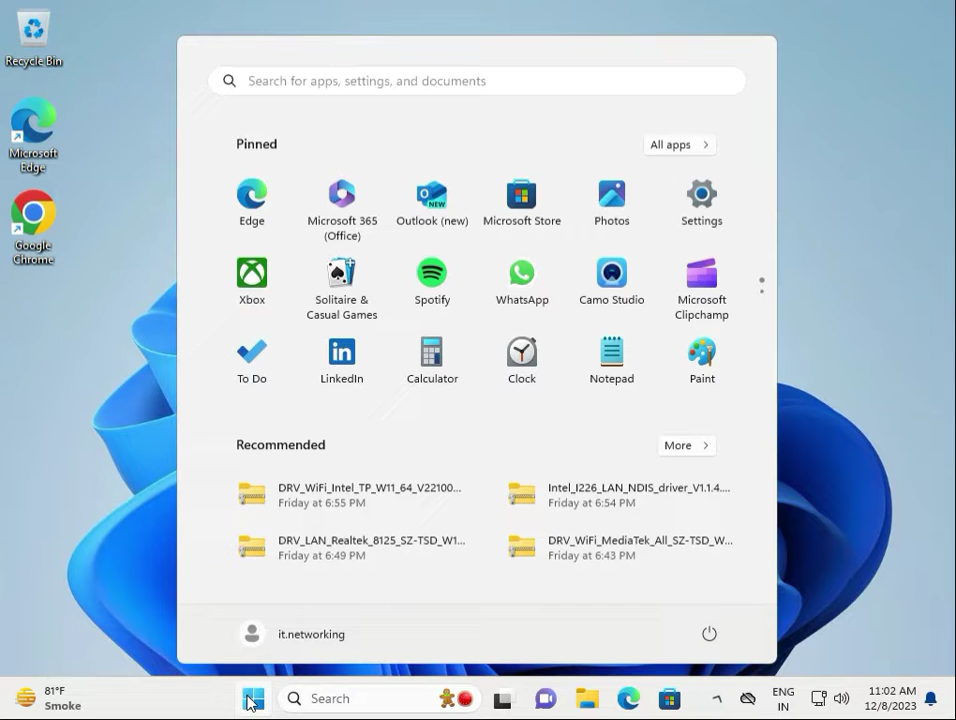 Recycle Bin
Microsoft
Edge
Google
Chrome
Search for apps, settings, and documents
Pinned
All apps
Edge
Microsoft 365
(Office)
Outlook (new)
Microsoft Store
Photos
Settings
Xbox
Solitaire &
Casual Games
Spotify
WhatsApp
Camo Studio
Microsoft
Clipchamp
To Do
LinkedIn
Calculator
Clock
Notepad
Paint
Recommended
More
DRV_WiFi_Intel_TP_W11_64_V22100...
Friday at 6:55 PM
Intel_I226_LAN_NDIS_driver_V1.1.4....
Friday at 6:54 PM
DRV_LAN_Realtek_8125_SZ-TSD_W1...
Friday at 6:49 PM
DRV_WiFi_MediaTek_All_SZ-TSD_W...
Friday at 6:43 PM
it.networking
81°F
Smoke
Search
ENG
IN
11:02 AM
12/8/2023